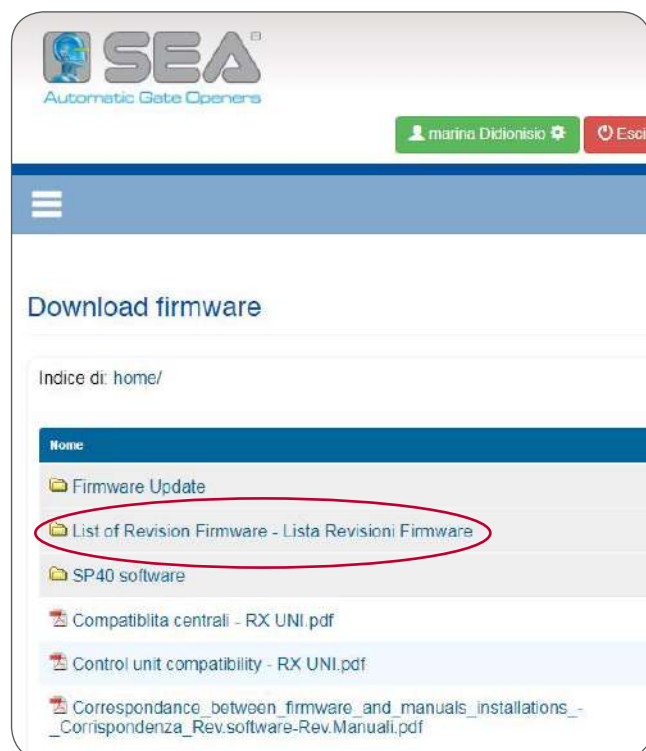 SEA®
Automatic Gate Openers
marina Didionisio
Esci
Download firmware
Indice di: home/
Nome
Firmware Update
List of Revision Firmware - Lista Revisioni Firmware
SP40 software
Compatiblita centrali - RX UNI.pdf
Control unit compatibility - RX UNI.pdf
Correspondance_between_firmware_and_manuals_installations_-
_Corrispondenza_Rev.software-Rev.Manuali.pdf